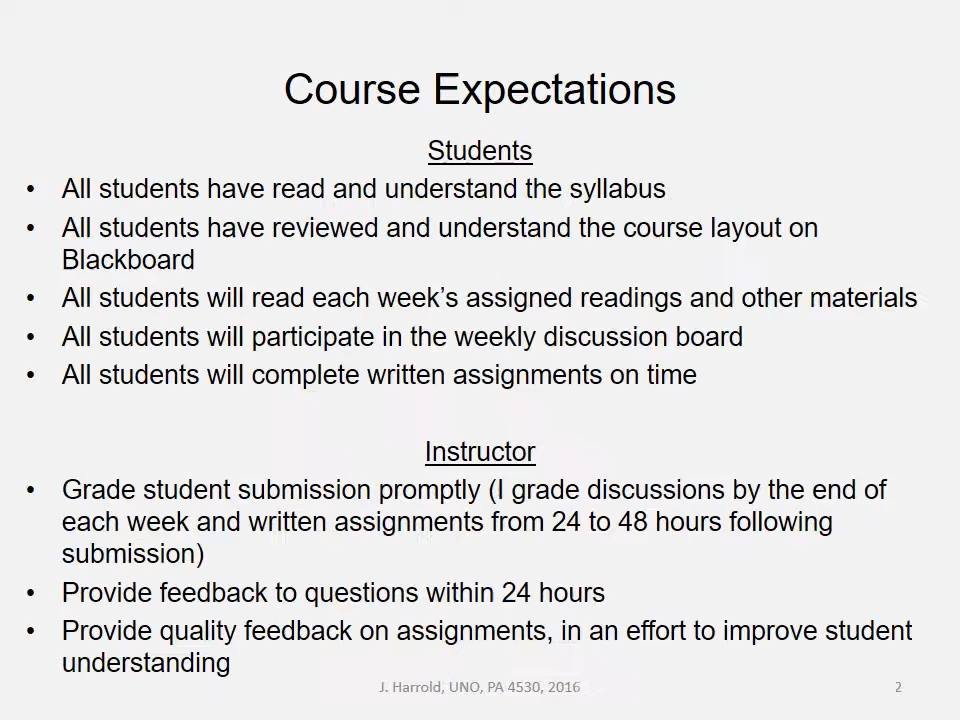 Course Expectations
Students
• All students have read and understand the syllabus
• All students have reviewed and understand the course layout on
Blackboard
• All students will read each week’s assigned readings and other materials
• All students will participate in the weekly discussion board
• All students will complete written assignments on time
Instructor
• Grade student submission promptly (I grade discussions by the end of
each week and written assignments from 24 to 48 hours following
submission)
• Provide feedback to questions within 24 hours
• Provide quality feedback on assignments, in an effort to improve student
understanding
J. Harrold, UNO, PA 4530, 2016
2